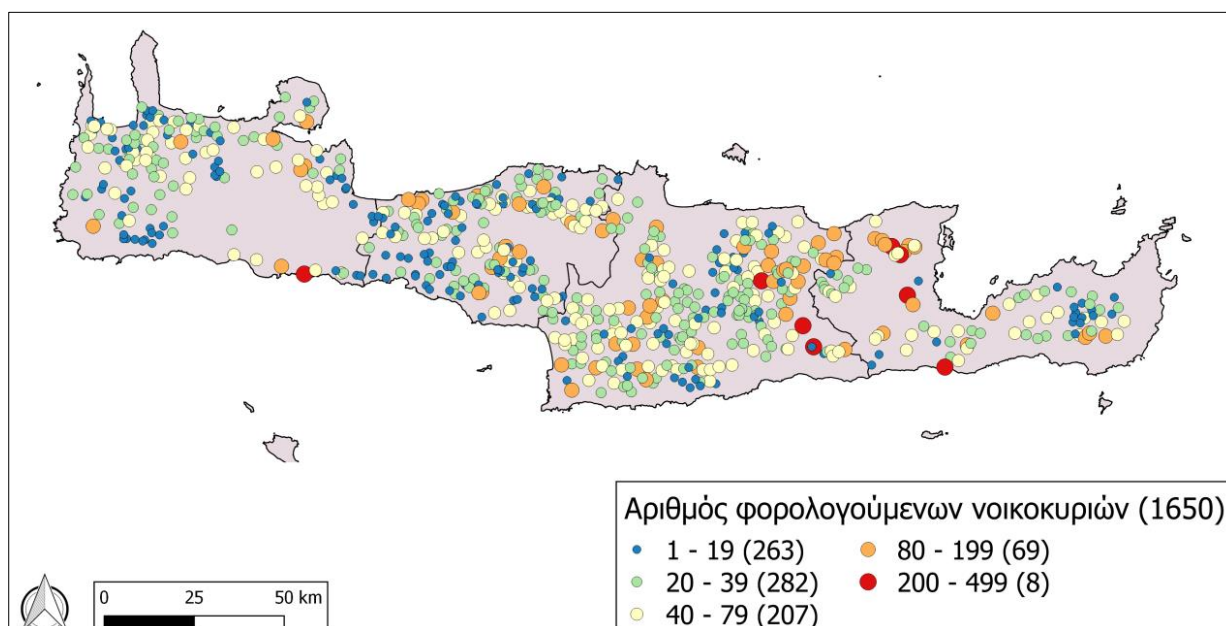 Αριθμός φορολογούμενων νοικοκυριών (1650)
1 - 19 (263)
80 - 199 (69)
20 - 39 (282)
200 - 499 (8)
40 - 79 (207)
0 25 50 km